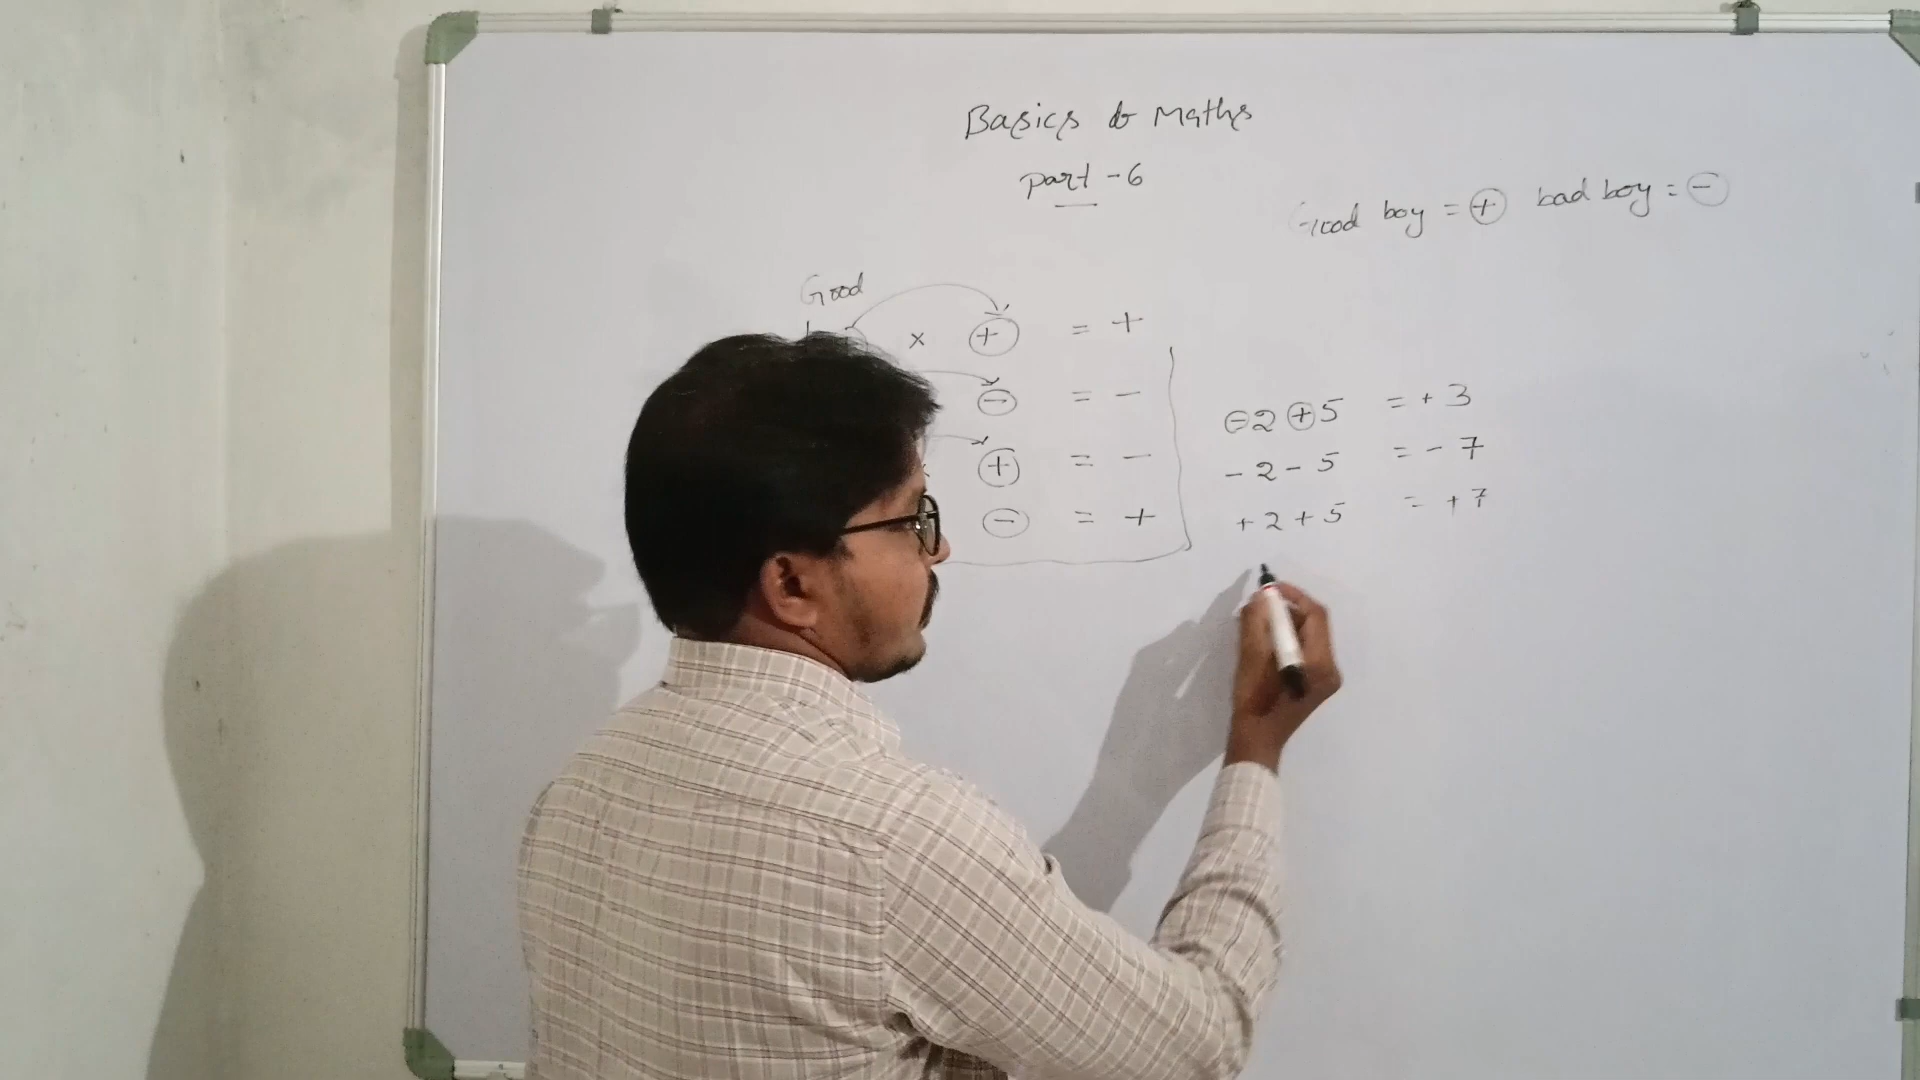 Basics of Maths
Part - 6
Good boy = + bad boy = -
Good
× + = +
- = -
+ = -
- = +
-2+5 = +3
-2-5 = -7
+2+5 = +7